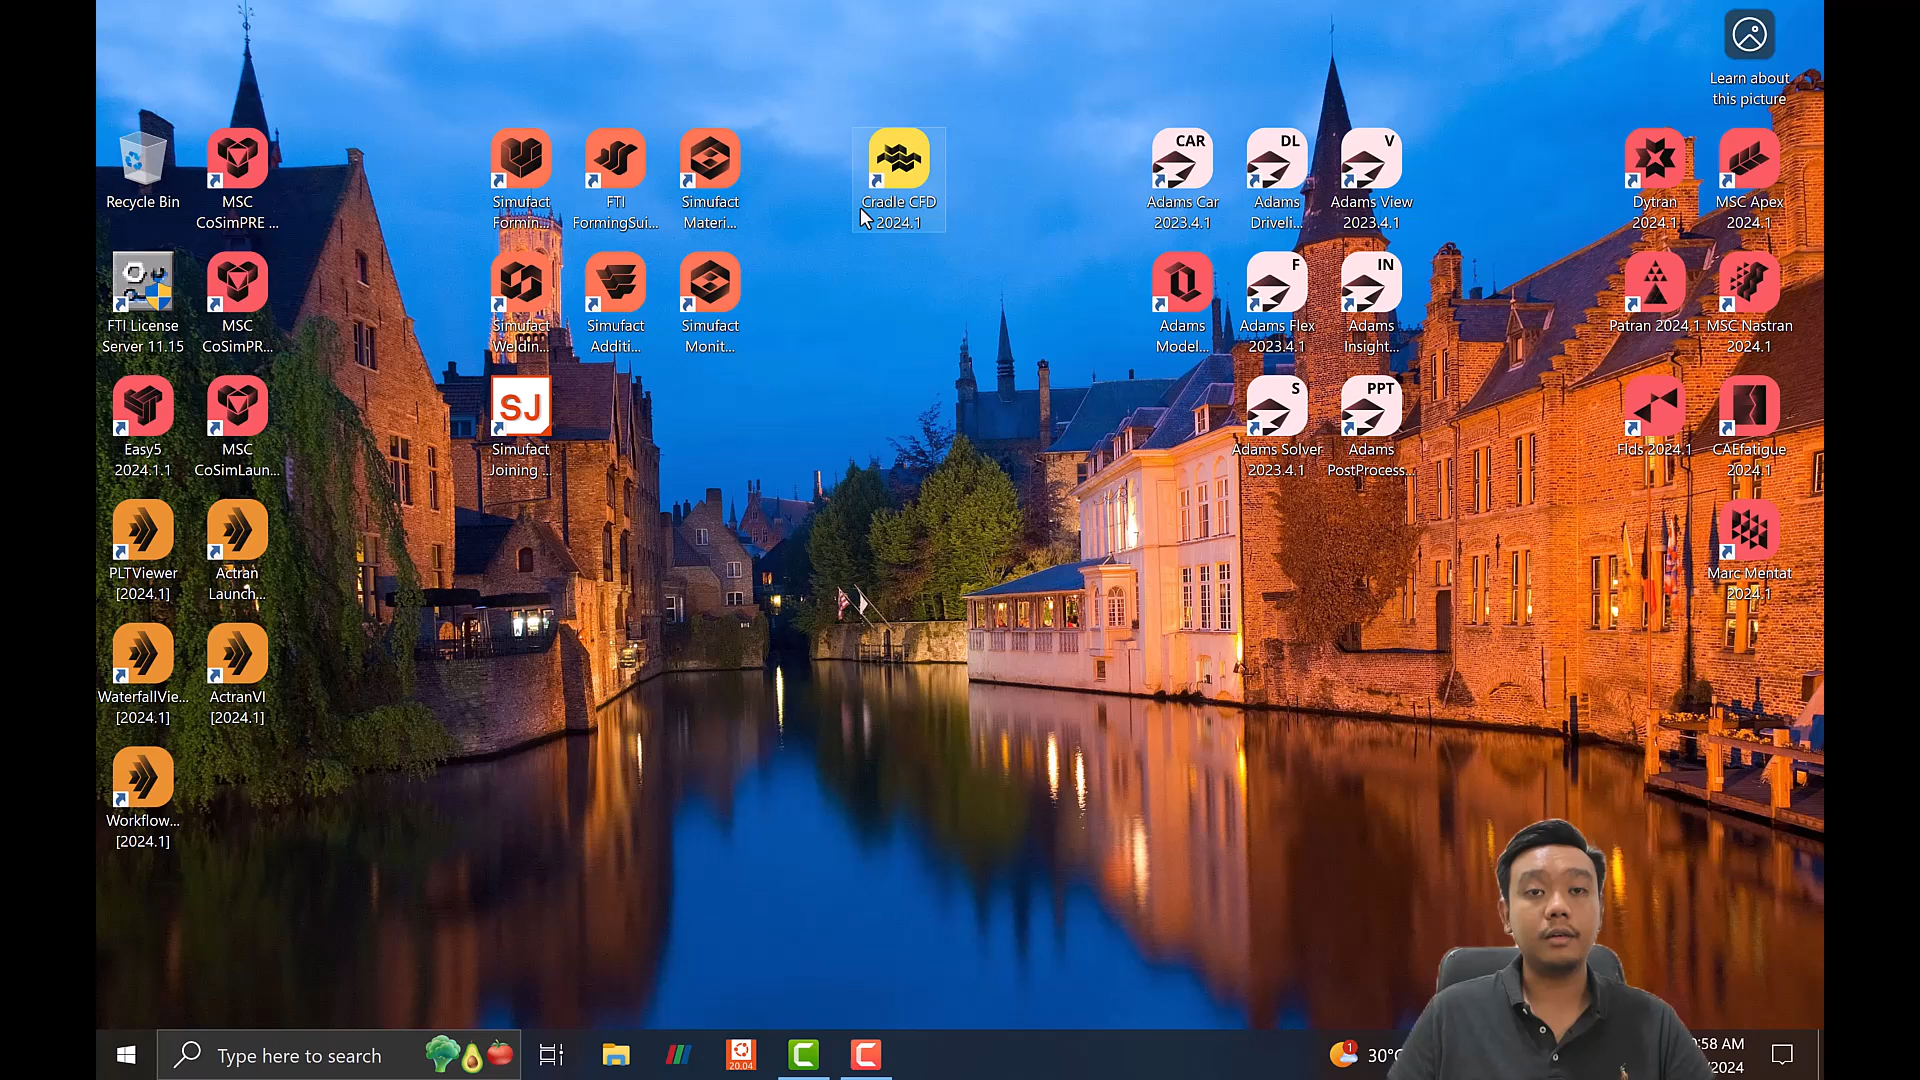 Learn about
this picture
Recycle Bin
MSC
CoSimPRE ...
Simufact
Formin...
FTI
FormingSui...
Simufact
Materi...
Cradle CFD
2024.1
CAR
Adams Car
2023.4.1
DL
Adams
Driveli...
V
Adams View
2023.4.1
Dytran
2024.1
MSC Apex
2024.1
FTI License
Server 11.15
MSC
CoSimPR...
Simufact
Weldin...
Simufact
Additi...
Simufact
Monit...
Adams
Model...
F
Adams Flex
2023.4.1
IN
Adams
Insight...
Patran 2024.1
MSC Nastran
2024.1
Easy5
2024.1.1
MSC
CoSimLaun...
SJ
Simufact
Joining ...
S
Adams Solver
2023.4.1
PPT
Adams
PostProcess...
Flds 2024.1
CAEfatigue
2024.1
PLTViewer
[2024.1]
Actran
Launch...
Marc Mentat
2024.1
WaterfallVie...
[2024.1]
ActranVI
[2024.1]
Workflow...
[2024.1]
Type here to search
20.04
1
30°C
:58 AM
/2024